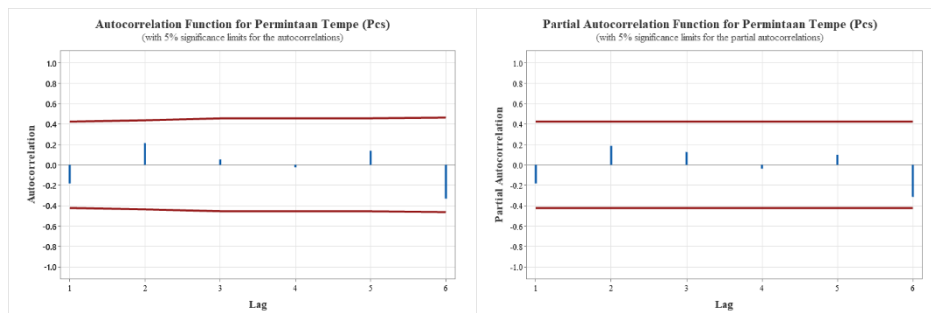 Autocorrelation Function for Permintaan Tempe (Pcs)
(with 5% significance limits for the autocorrelations)
1.0
0.8
0.6
0.4
0.2
0.0
-0.2
-0.4
-0.6
-0.8
-1.0
Autocorrelation
1 2 3 4 5 6
Lag
Partial Autocorrelation Function for Permintaan Tempe (Pcs)
(with 5% significance limits for the partial autocorrelations)
1.0
0.8
0.6
0.4
0.2
0.0
-0.2
-0.4
-0.6
-0.8
-1.0
Partial Autocorrelation
1 2 3 4 5 6
Lag